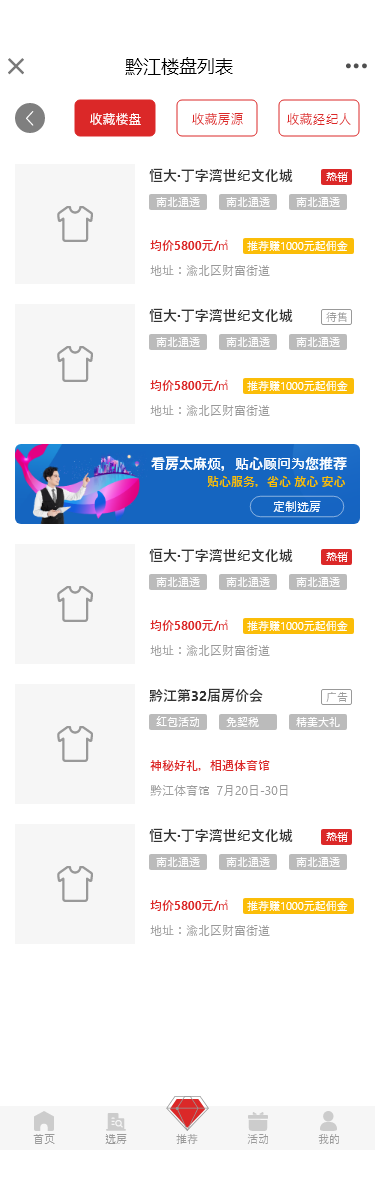 黔江楼盘列表
收藏楼盘 收藏房源 收藏经纪人
恒大·丁字湾世纪文化城 热销
南北通透 南北通透 南北通透
均价5800元/㎡ 推荐赚1000元起佣金
地址：渝北区财富街道
恒大·丁字湾世纪文化城 待售
南北通透 南北通透 南北通透
均价5800元/㎡ 推荐赚1000元起佣金
地址：渝北区财富街道
看房太麻烦，贴心顾问为您推荐
贴心服务，省心 放心 安心
定制选房
恒大·丁字湾世纪文化城 热销
南北通透 南北通透 南北通透
均价5800元/㎡ 推荐赚1000元起佣金
地址：渝北区财富街道
黔江第32届房价会 广告
红包活动 免契税 精美大礼
神秘好礼，相遇体育馆
黔江体育馆 7月20日-30日
恒大·丁字湾世纪文化城 热销
南北通透 南北通透 南北通透
均价5800元/㎡ 推荐赚1000元起佣金
地址：渝北区财富街道
首页 选房 推荐 活动 我的